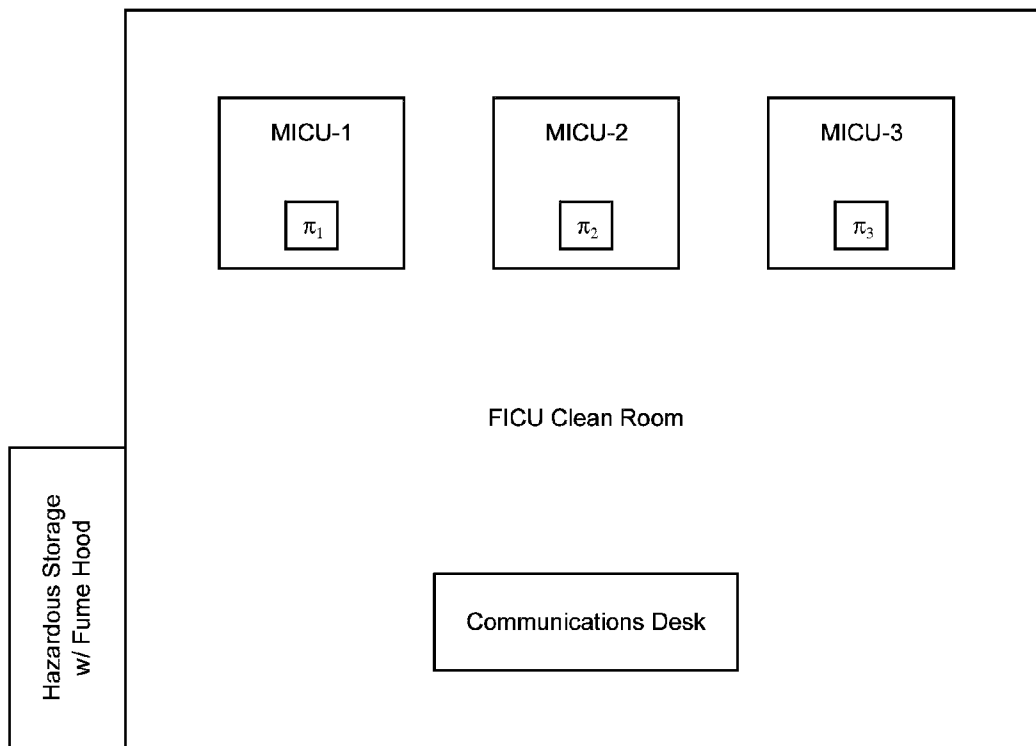 MICU-1
MICU-2
MICU-3
π₁
π₂
π₃
FICU Clean Room
Hazardous Storage
w/ Fume Hood
Communications Desk